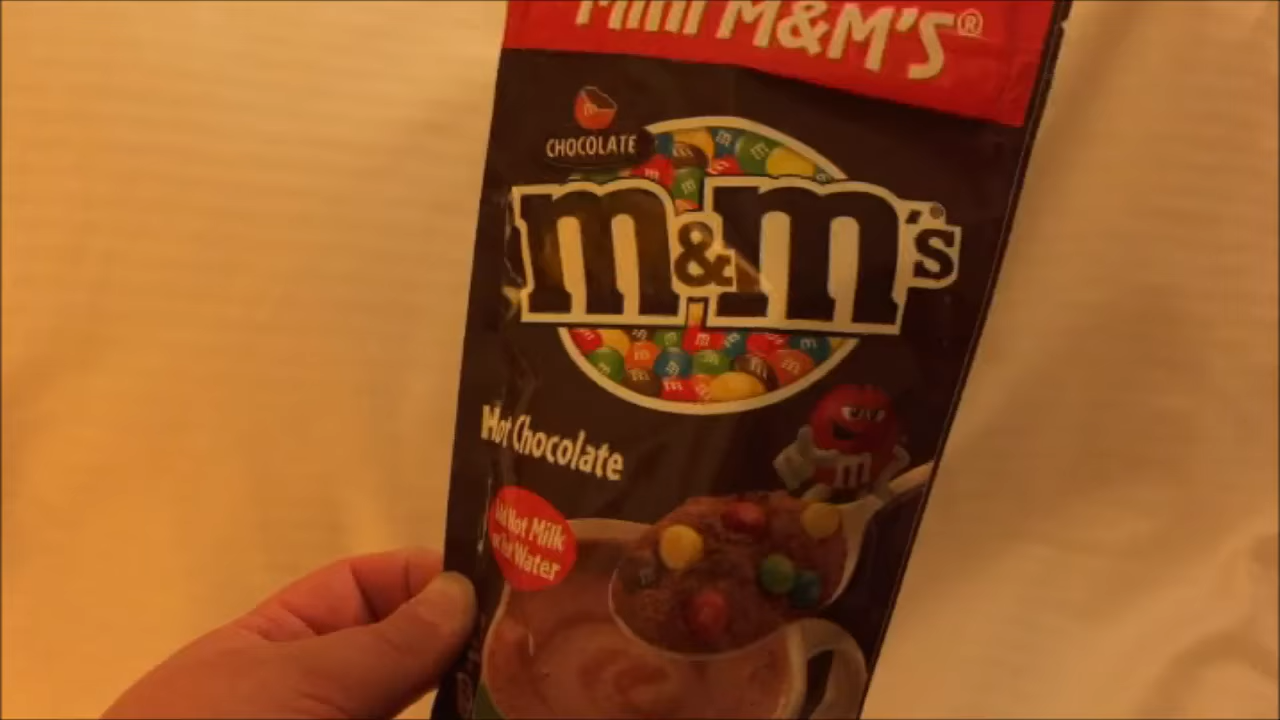 Mini M&M'S®
CHOCOLATE
m&m's
Hot Chocolate
Add Hot Milk
or Hot Water